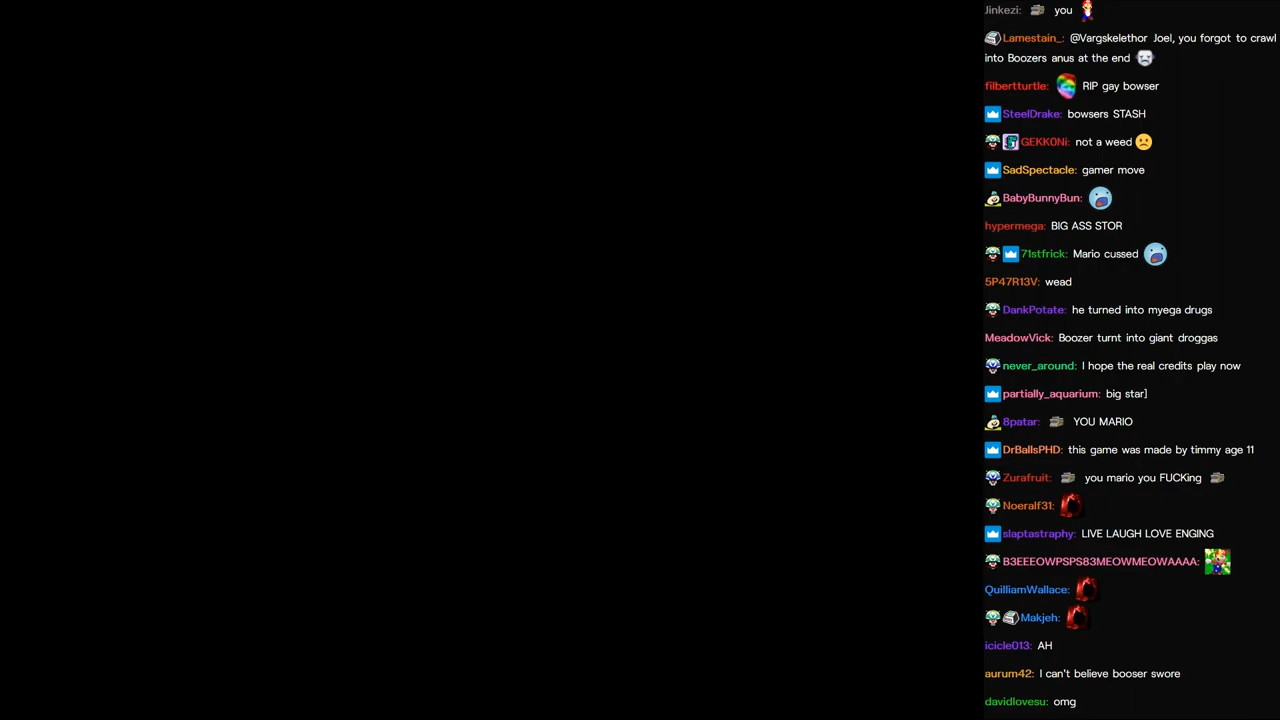 Jinkezi: you
Lamestain_: @Vargskelethor Joel, you forgot to crawl
into Boozers anus at the end
filbertturtle: RIP gay bowser
SteelDrake: bowsers STASH
GEKK0Ni: not a weed
SadSpectacle: gamer move
BabyBunnyBun:
hypermega: BIG ASS STOR
71stfrick: Mario cussed
5P47R13V: wead
DankPotate: he turned into myega drugs
MeadowVick: Boozer turnt into giant droggas
never_around: I hope the real credits play now
partially_aquarium: big star]
8patar: YOU MARIO
DrBallsPHD: this game was made by timmy age 11
Zurafruit: you mario you FUCKing
Noeralf31:
slaptastraphy: LIVE LAUGH LOVE ENGING
B3EEEOWPSPS83MEOWMEOWAAAA:
QuilliamWallace:
Makjeh:
icicle013: AH
aurum42: I can't believe booser swore
davidlovesu: omg